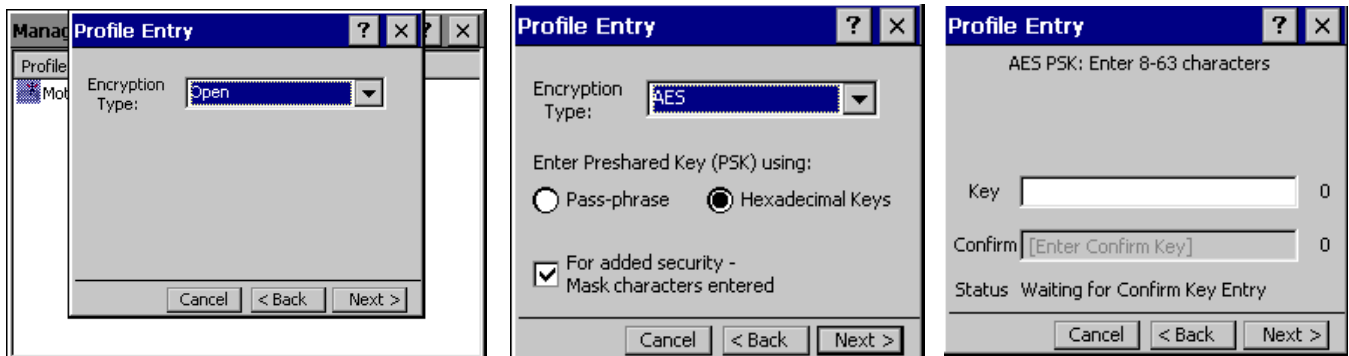 Manag Profile Entry ? × ? ×
Profile
Mot
Encryption
Type:
Open
Cancel < Back Next >
Profile Entry ? ×
Encryption
Type:
AES
Enter Preshared Key (PSK) using:
Pass-phrase Hexadecimal Keys
For added security -
Mask characters entered
Cancel < Back Next >
Profile Entry ? ×
AES PSK: Enter 8-63 characters
Key 0
Confirm [Enter Confirm Key] 0
Status Waiting for Confirm Key Entry
Cancel < Back Next >